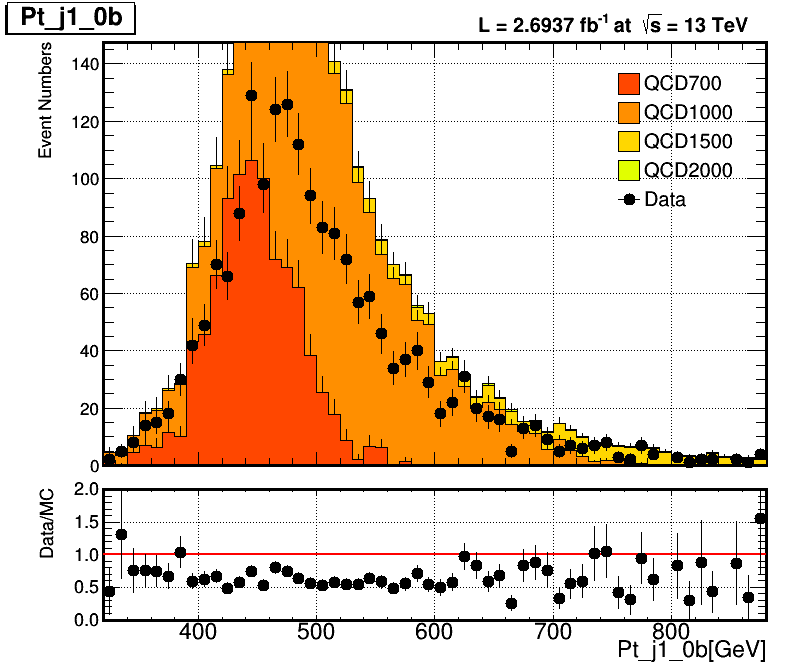 Pt_j1_0b
L = 2.6937 fb-1 at √s = 13 TeV
Event Numbers
140
120
100
80
60
40
20
0
QCD700
QCD1000
QCD1500
QCD2000
Data
Data/MC
2.0
1.5
1.0
0.5
0.0
400 500 600 700 800
Pt_j1_0b[GeV]